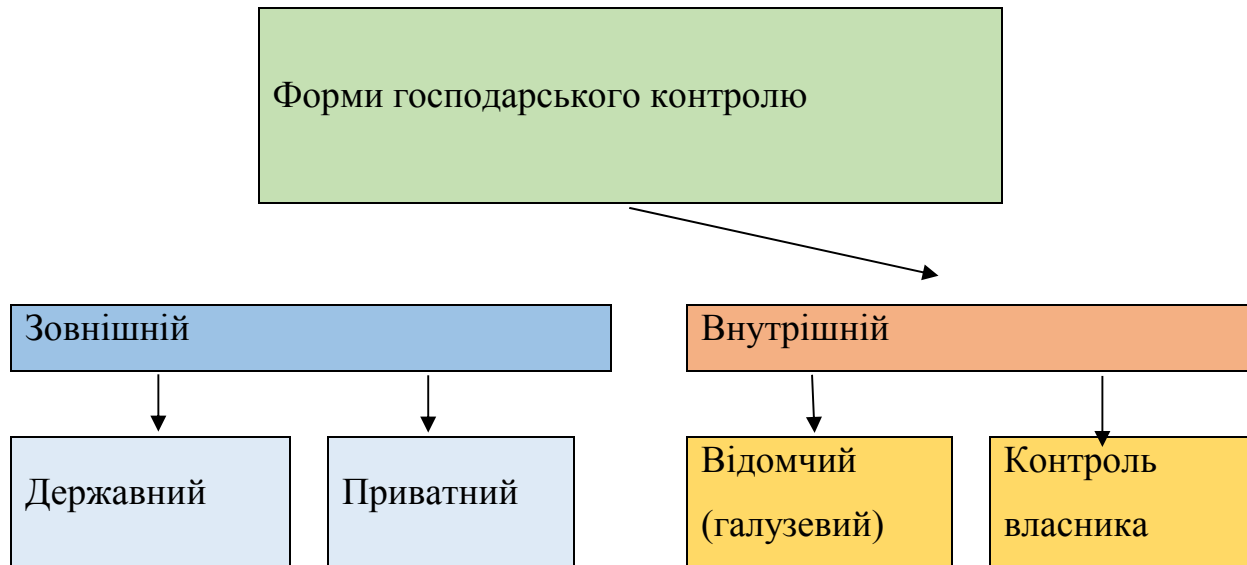 Форми господарського контролю
Зовнішній
Внутрішній
Державний
Приватний
Відомчий
(галузевий)
Контроль
власника